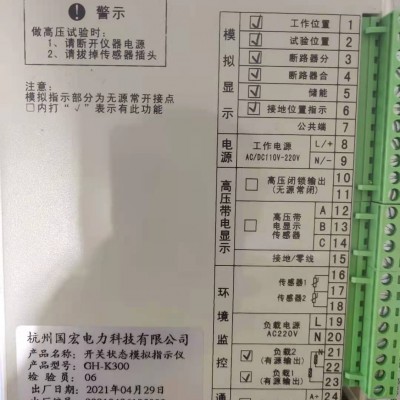 警示
做高压试验时:
1、请断开仪器电源
2、请拔掉传感器插头
注意:
模拟指示部分为无源常开接点
□内打“√”表示有此功能
模拟显示
工作位置 1
试验位置 2
断路器分 3
断路器合 4
储能 5
接地位置指示 6
公共端 7
电源
工作电源
AC/DC110V-220V
L/+ 8
N/- 9
高压带电显示
高压闭锁输出
(无源常闭)
10
11
高压带电显示传感器
A 12
B 13
C 14
接地/零线 15
环境监控
传感器1
传感器2
16
17
18
负载电源
AC220V
L 19
N 20
负载2
(有源输出)
21
22
负载1
(有源输出)
23
24
通
杭州国宏电力科技有限公司
产品名称: 开关状态模拟指示仪
产品型号: GH-K300
检 验 员: 06
出厂日期: 2021年04月29日